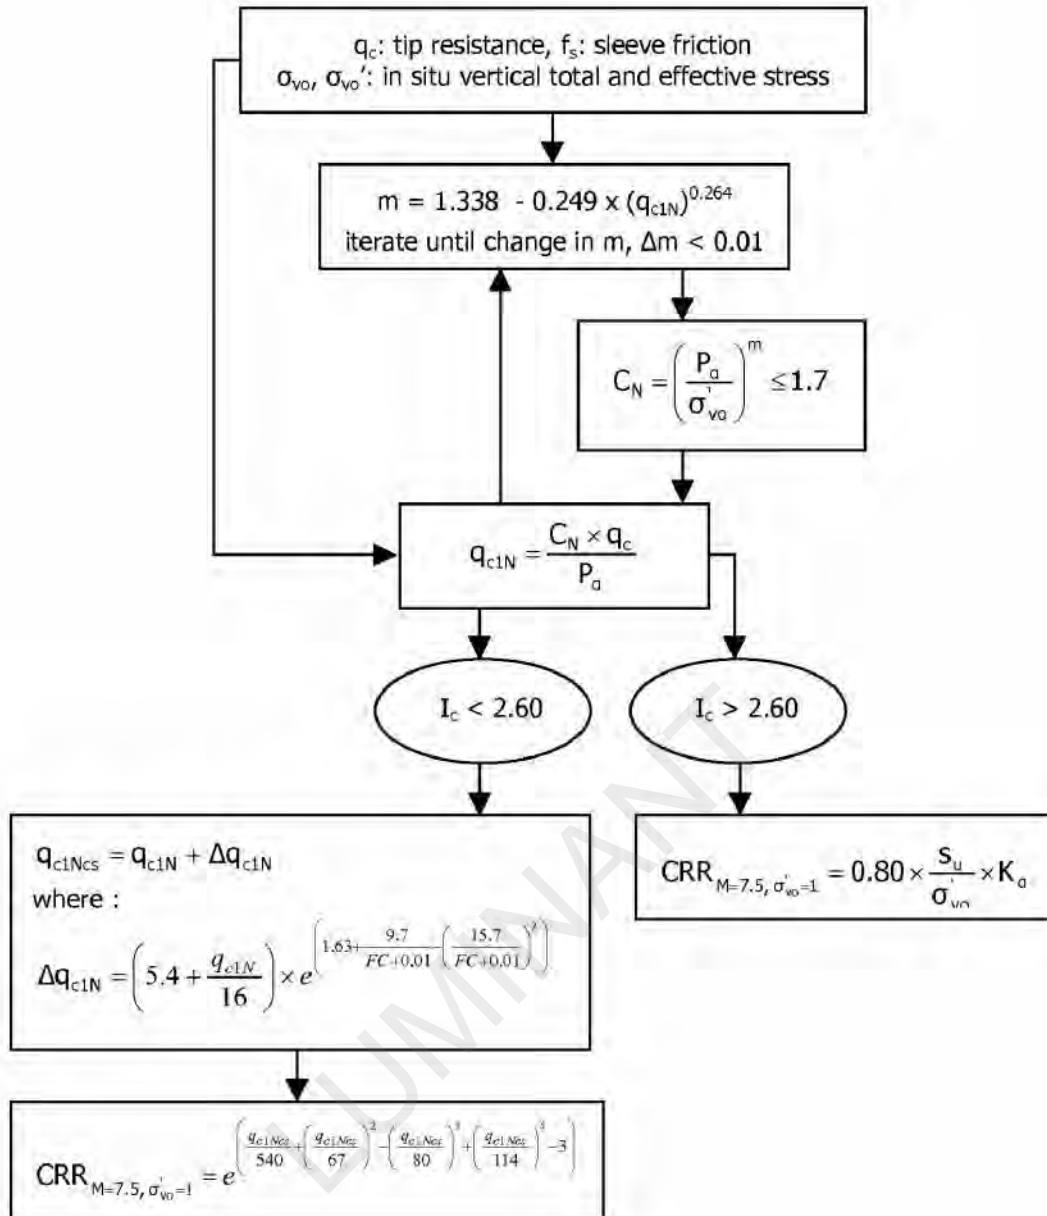 q_c: tip resistance, f_s: sleeve friction
σ_vo, σ_vo': in situ vertical total and effective stress
m = 1.338 - 0.249 x (q_c1N)^0.264
iterate until change in m, Δm < 0.01
C_N = (P_a / σ'_vo)^m ≤ 1.7
q_c1N = (C_N × q_c) / P_a
I_c < 2.60
I_c > 2.60
q_c1Ncs = q_c1N + Δq_c1N
where :
Δq_c1N = (5.4 + q_c1N / 16) × e^(1.63 + 9.7 / (FC+0.01) - (15.7 / (FC+0.01))^2)
CRR_M=7.5, σ'_vo=1 = 0.80 × s_u / σ'_vo × K_α
CRR_M=7.5, σ'_vo=1 = e^(q_c1Ncs / 540 + (q_c1Ncs / 67)^2 - (q_c1Ncs / 80)^3 + (q_c1Ncs / 114) - 3)
LUMINANT